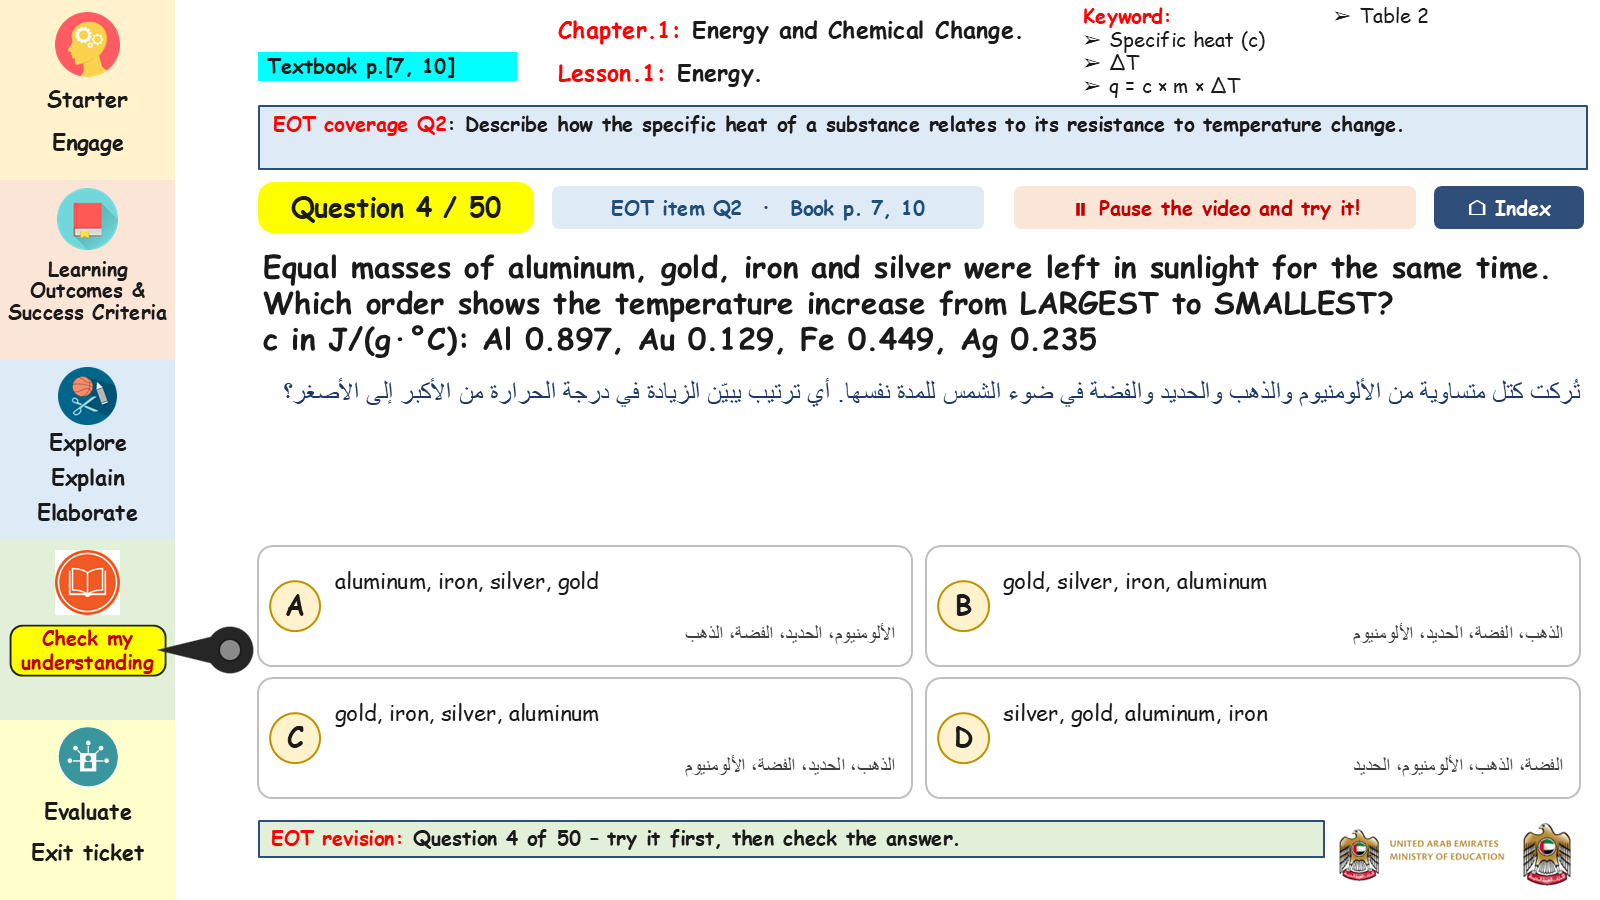 Starter
Engage
Learning
Outcomes &
Success Criteria
Explore
Explain
Elaborate
Check my
understanding
Evaluate
Exit ticket
Textbook p.[7, 10]
Chapter.1: Energy and Chemical Change.
Lesson.1: Energy.
Keyword:
➢ Specific heat (c)
➢ ΔT
➢ q = c × m × ΔT
➢ Table 2
EOT coverage Q2: Describe how the specific heat of a substance relates to its resistance to temperature change.
Question 4 / 50
EOT item Q2 · Book p. 7, 10
⏸ Pause the video and try it!
☖ Index
Equal masses of aluminum, gold, iron and silver were left in sunlight for the same time.
Which order shows the temperature increase from LARGEST to SMALLEST?
c in J/(g·°C): Al 0.897, Au 0.129, Fe 0.449, Ag 0.235
تُركت كتل متساوية من الألومنيوم والذهب والحديد والفضة في ضوء الشمس للمدة نفسها. أي ترتيب يبيّن الزيادة في درجة الحرارة من الأكبر إلى الأصغر؟
A
aluminum, iron, silver, gold
الألومنيوم، الحديد، الفضة، الذهب
B
gold, silver, iron, aluminum
الذهب، الفضة، الحديد، الألومنيوم
C
gold, iron, silver, aluminum
الذهب، الحديد، الفضة، الألومنيوم
D
silver, gold, aluminum, iron
الفضة، الذهب، الألومنيوم، الحديد
EOT revision: Question 4 of 50 – try it first, then check the answer.
UNITED ARAB EMIRATES
MINISTRY OF EDUCATION